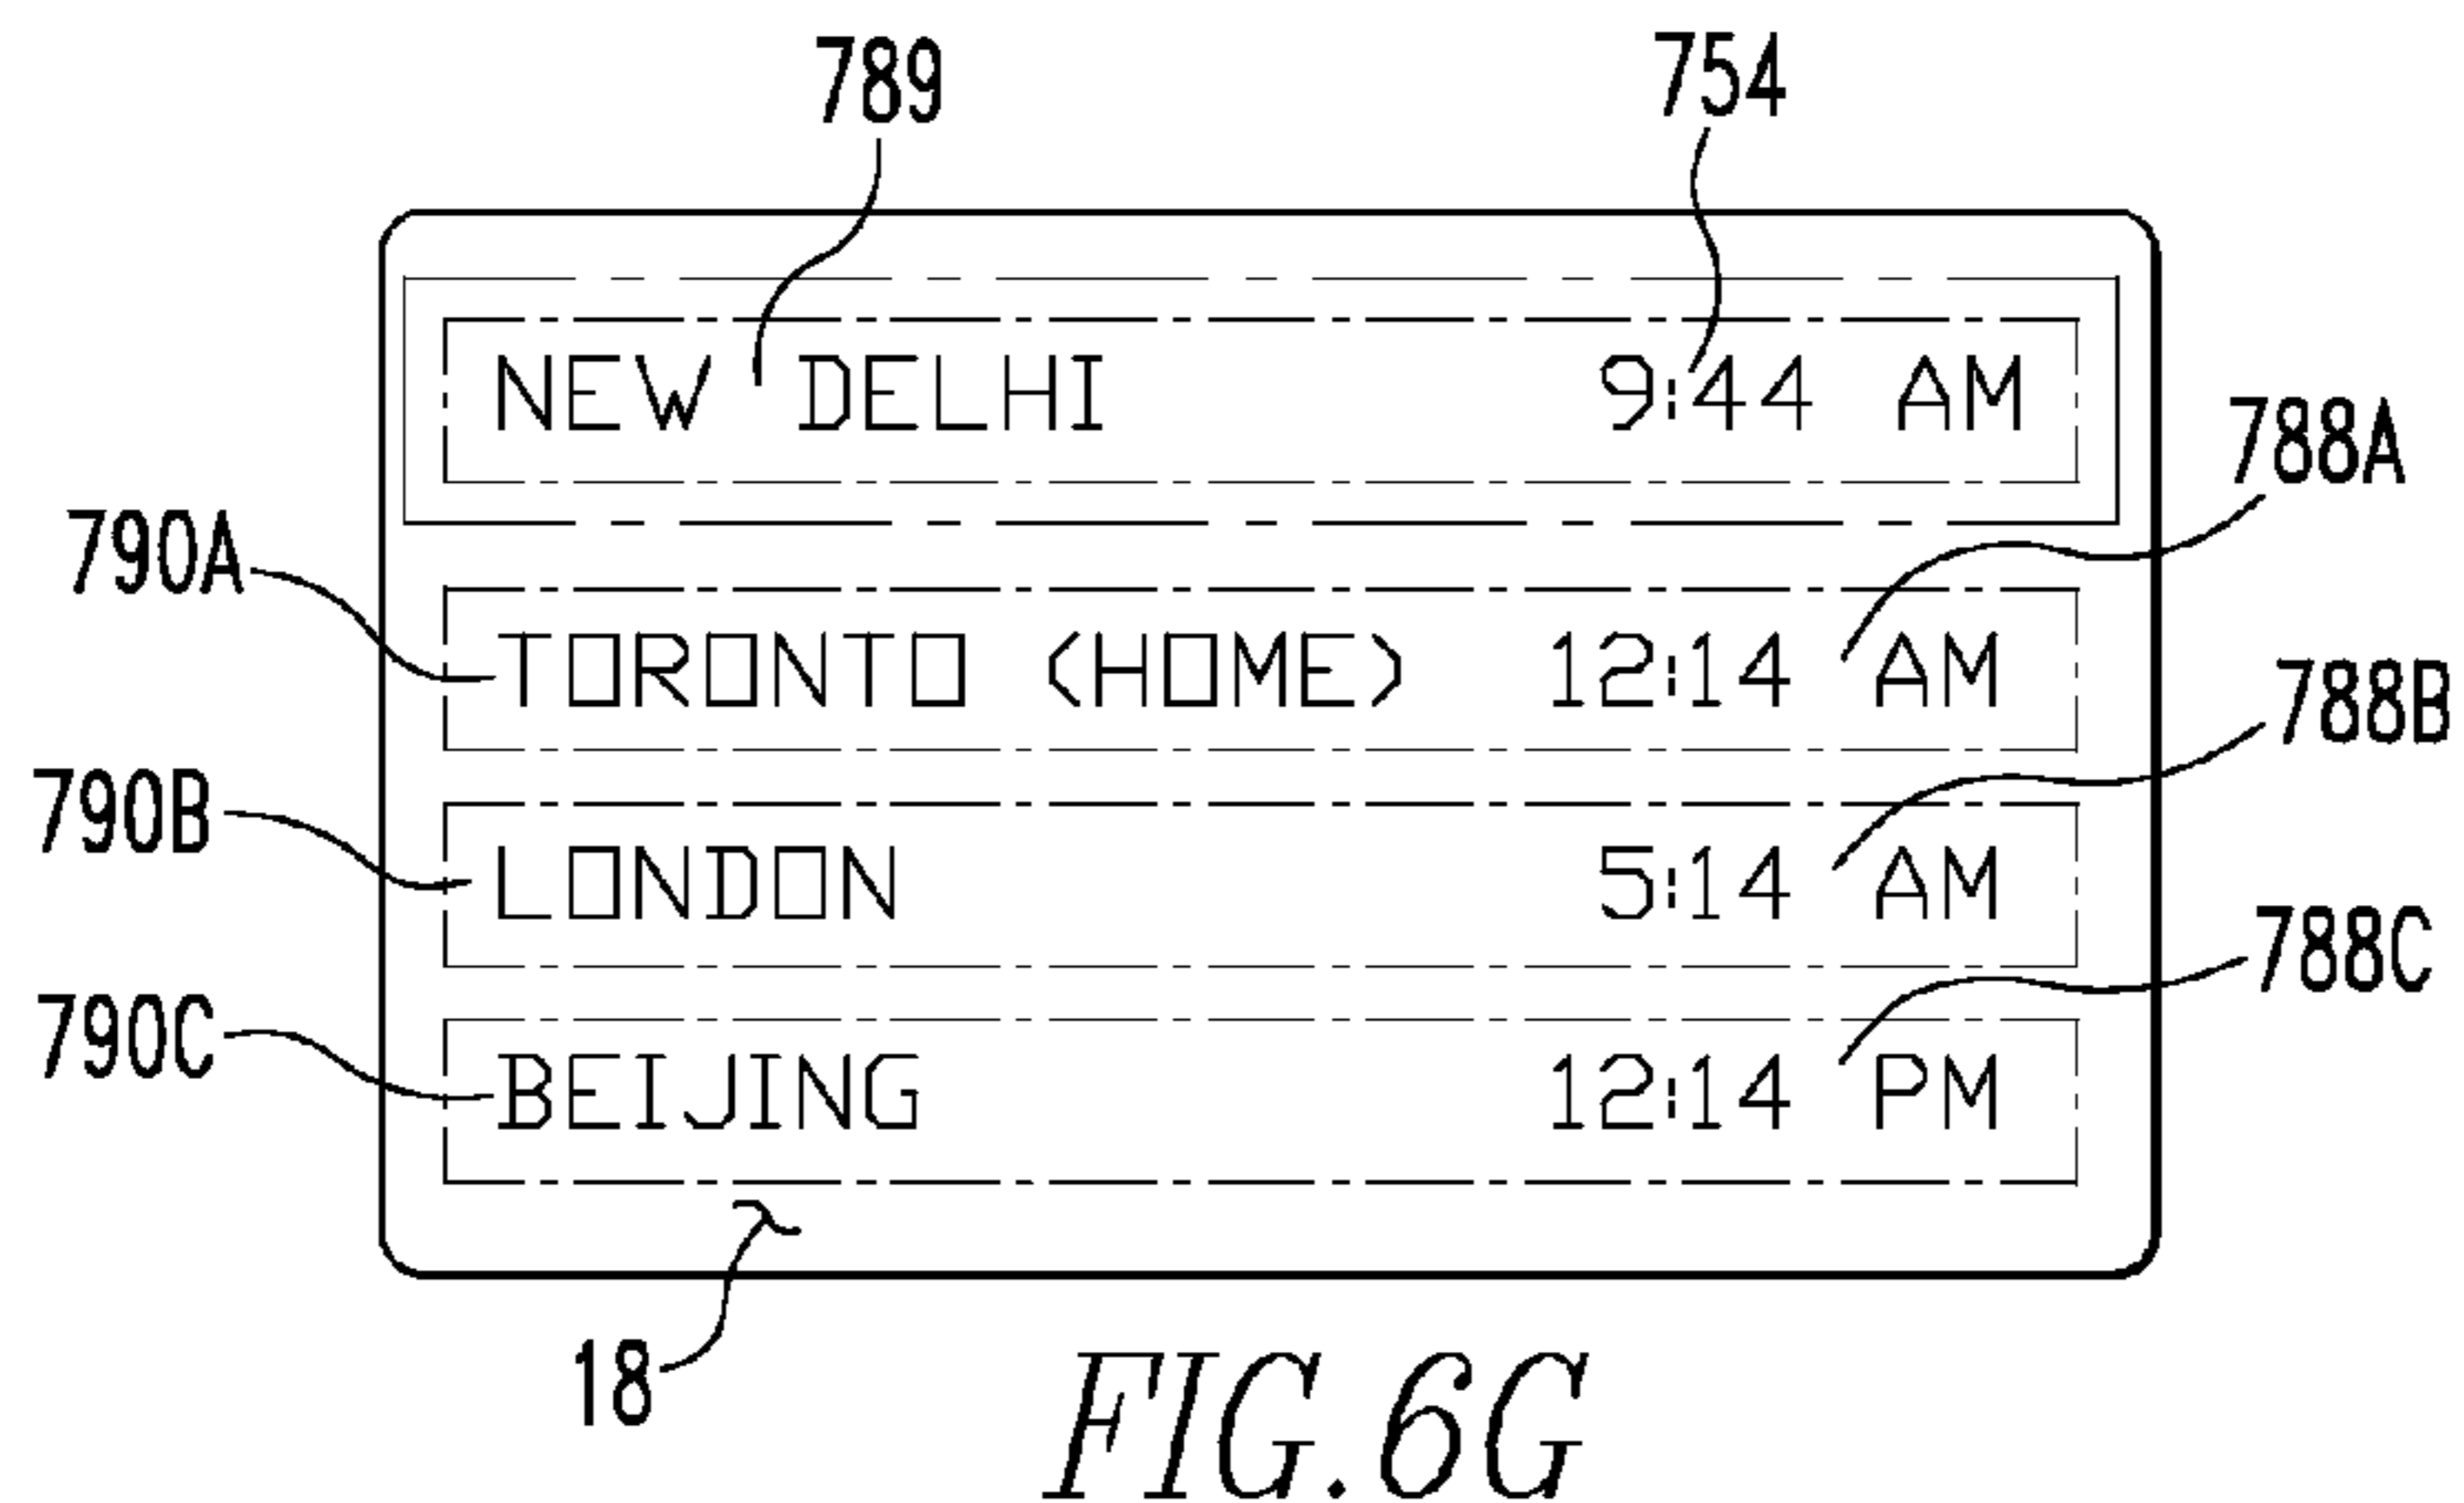 789 754
NEW DELHI 9:44 AM
788A
790A
TORONTO (HOME) 12:14 AM
788B
790B
LONDON 5:14 AM
788C
790C
BEIJING 12:14 PM
18
FIG.6G